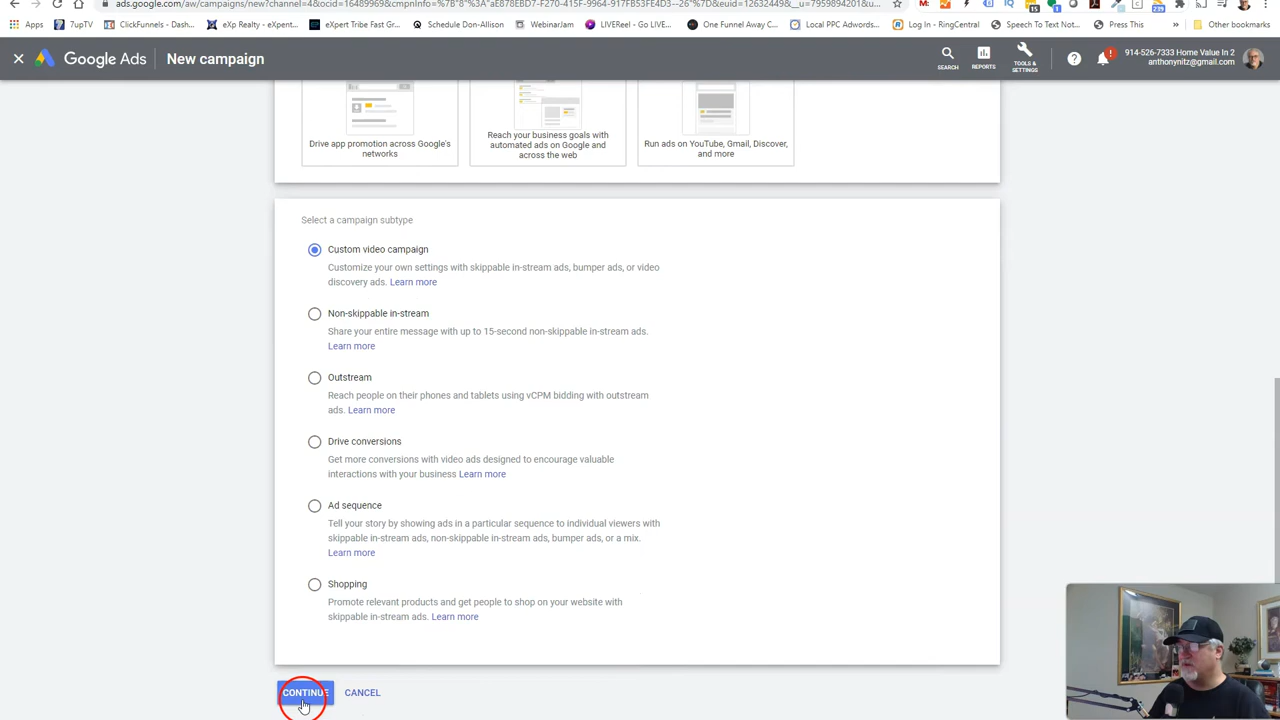 ads.google.com/aw/campaigns/new?channel=4&ocid=16489969&cmpnInfo=%7B"8"%3A"aE878EBD7-F270-415F-9964-917FB53FE4D3--26"%7D&euid=12632449&__u=7959894201&u...
Apps
7upTV
ClickFunnels - Dash...
eXp Realty - eXpent...
eXpert Tribe Fast Gr...
Schedule Don-Allison
WebinarJam
LIVEReel - Go LIVE...
One Funnel Away C...
Local PPC Adwords...
Log In - RingCentral
Speech To Text Not...
Press This
Other bookmarks
Google Ads
New campaign
SEARCH
REPORTS
TOOLS & SETTINGS
914-526-7333 Home Value In 2
anthonynitz@gmail.com
Drive app promotion across Google's
networks
Reach your business goals with
automated ads on Google and
across the web
Run ads on YouTube, Gmail, Discover,
and more
Select a campaign subtype
Custom video campaign
Customize your own settings with skippable in-stream ads, bumper ads, or video
discovery ads. Learn more
Non-skippable in-stream
Share your entire message with up to 15-second non-skippable in-stream ads.
Learn more
Outstream
Reach people on their phones and tablets using vCPM bidding with outstream
ads. Learn more
Drive conversions
Get more conversions with video ads designed to encourage valuable
interactions with your business Learn more
Ad sequence
Tell your story by showing ads in a particular sequence to individual viewers with
skippable in-stream ads, non-skippable in-stream ads, bumper ads, or a mix.
Learn more
Shopping
Promote relevant products and get people to shop on your website with
skippable in-stream ads. Learn more
CONTINUE
CANCEL